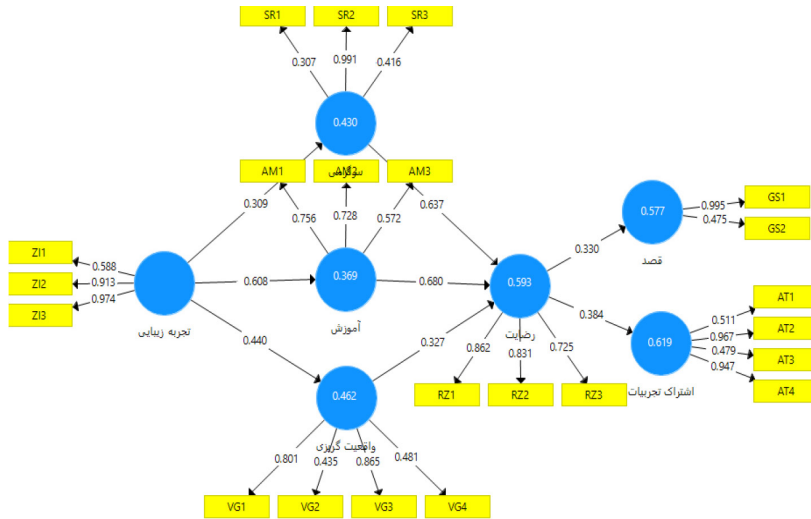 SR1 SR2 SR3
0.307 0.991 0.416
0.430
سرگرمی
AM1 AM2 AM3
0.309 0.637
0.756 0.728 0.572
0.995 GS1
0.577
0.475 GS2
قصد
0.330
ZI1 0.588
ZI2 0.913
ZI3 0.974
تجربه زیبایی
0.608 0.369 0.680 0.593
آموزش
رضایت
0.384
0.440 0.327
0.511 AT1
0.967 AT2
0.619
0.479 AT3
0.947 AT4
اشتراک تجربیات
0.862 0.831 0.725
RZ1 RZ2 RZ3
0.462
واقعیت گریزی
0.801 0.435 0.865 0.481
VG1 VG2 VG3 VG4